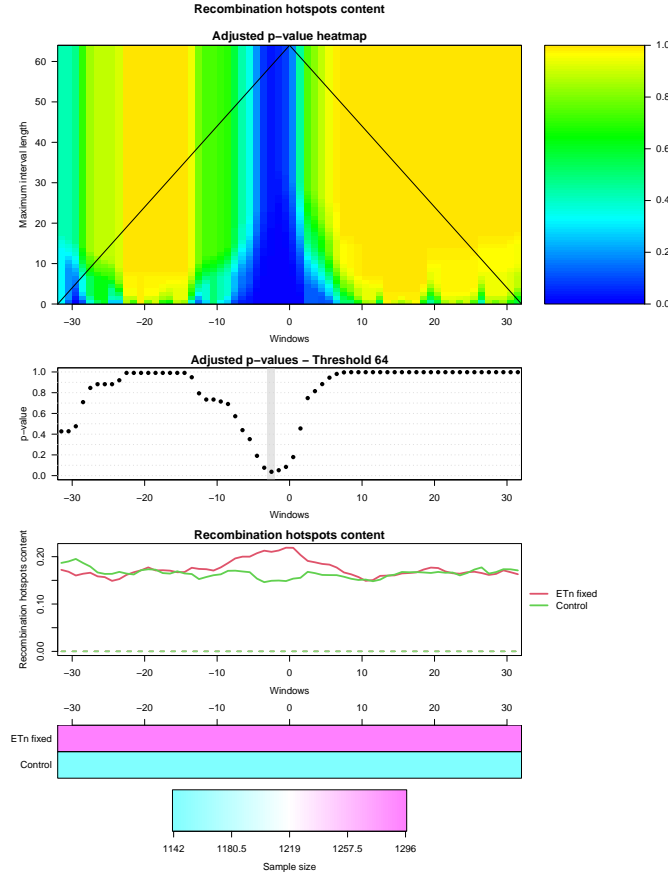 Recombination hotspots content
Adjusted p−value heatmap
Maximum interval length
60
50
40
30
20
10
0
1.0
0.8
0.6
0.4
0.2
0.0
−30 −20 −10 0 10 20 30
Windows
Adjusted p−values − Threshold 64
p−value
1.0
0.8
0.6
0.4
0.2
0.0
−30 −20 −10 0 10 20 30
Windows
Recombination hotspots content
Recombination hotspots content
0.20
0.10
0.00
ETn fixed
Control
−30 −20 −10 0 10 20 30
Windows
−30 −20 −10 0 10 20 30
ETn fixed
Control
1142 1180.5 1219 1257.5 1296
Sample size